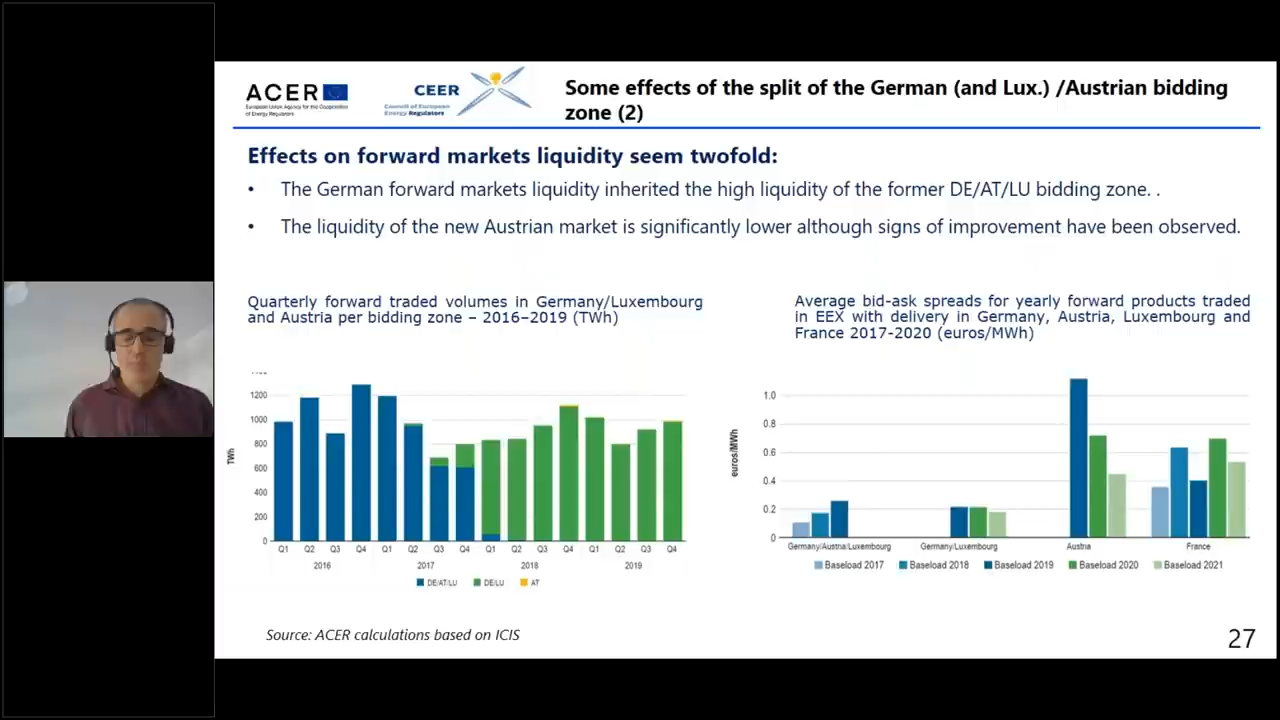 ACER
European Union Agency for the Cooperation
of Energy Regulators
CEER
Council of European
Energy Regulators
Some effects of the split of the German (and Lux.) /Austrian bidding
zone (2)
Effects on forward markets liquidity seem twofold:
• The German forward markets liquidity inherited the high liquidity of the former DE/AT/LU bidding zone. .
• The liquidity of the new Austrian market is significantly lower although signs of improvement have been observed.
Quarterly forward traded volumes in Germany/Luxembourg
and Austria per bidding zone – 2016–2019 (TWh)
TWh
1200
1000
800
600
400
200
0
Q1 Q2 Q3 Q4 Q1 Q2 Q3 Q4 Q1 Q2 Q3 Q4 Q1 Q2 Q3 Q4
2016 2017 2018 2019
DE/AT/LU DE/LU AT
Average bid-ask spreads for yearly forward products traded
in EEX with delivery in Germany, Austria, Luxembourg and
France 2017-2020 (euros/MWh)
euros/MWh
1.0
0.8
0.6
0.4
0.2
0
Germany/Austria/Luxembourg Germany/Luxembourg Austria France
Baseload 2017 Baseload 2018 Baseload 2019 Baseload 2020 Baseload 2021
Source: ACER calculations based on ICIS
27